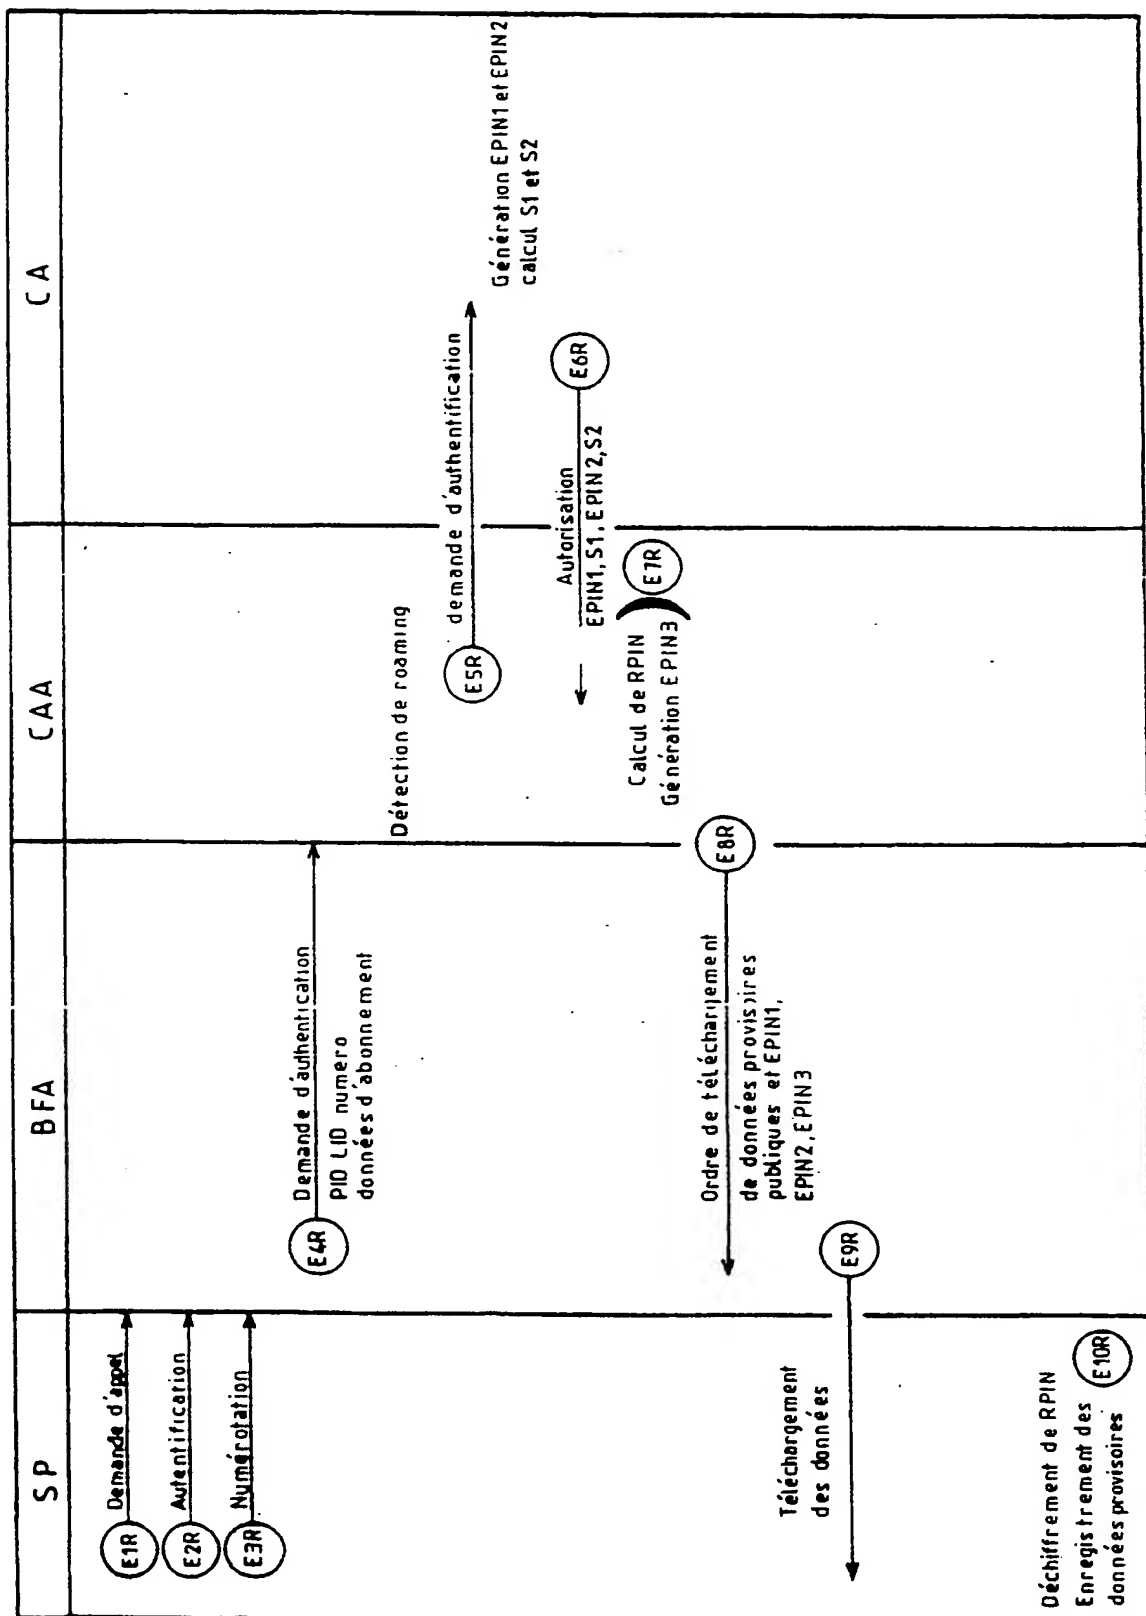 SP
BFA
CAA
CA
E1R
Demande d'appel
E2R
Autentification
E3R
Numérotation
E4R
Demande d'authentication
PID LID numero
données d'abonnement
Détection de roaming
E5R
demande d'authentification
Génération EPIN1 et EPIN2
calcul S1 et S2
E6R
Autorisation
EPIN1, S1, EPIN2, S2
E7R
Calcul de RPIN
Génération EPIN3
E8R
Ordre de téléchargement
de données provisoires
publiques et EPIN1,
EPIN2, EPIN3
E9R
Téléchargement
des données
E10R
Déchiffrement de RPIN
Enregistrement des
données provisoires